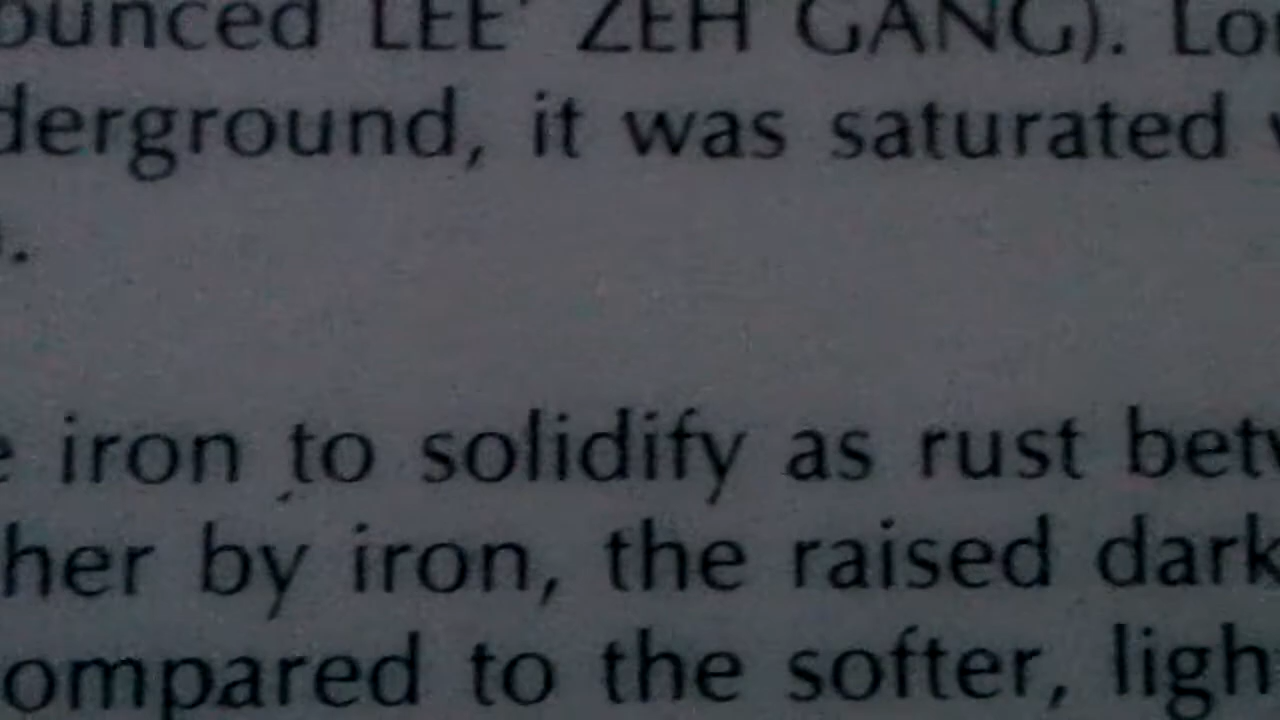 ounced LEE' ZEH GANG). Lo
derground, it was saturated
.
iron to solidify as rust betw
her by iron, the raised dark
ompared to the softer, ligh